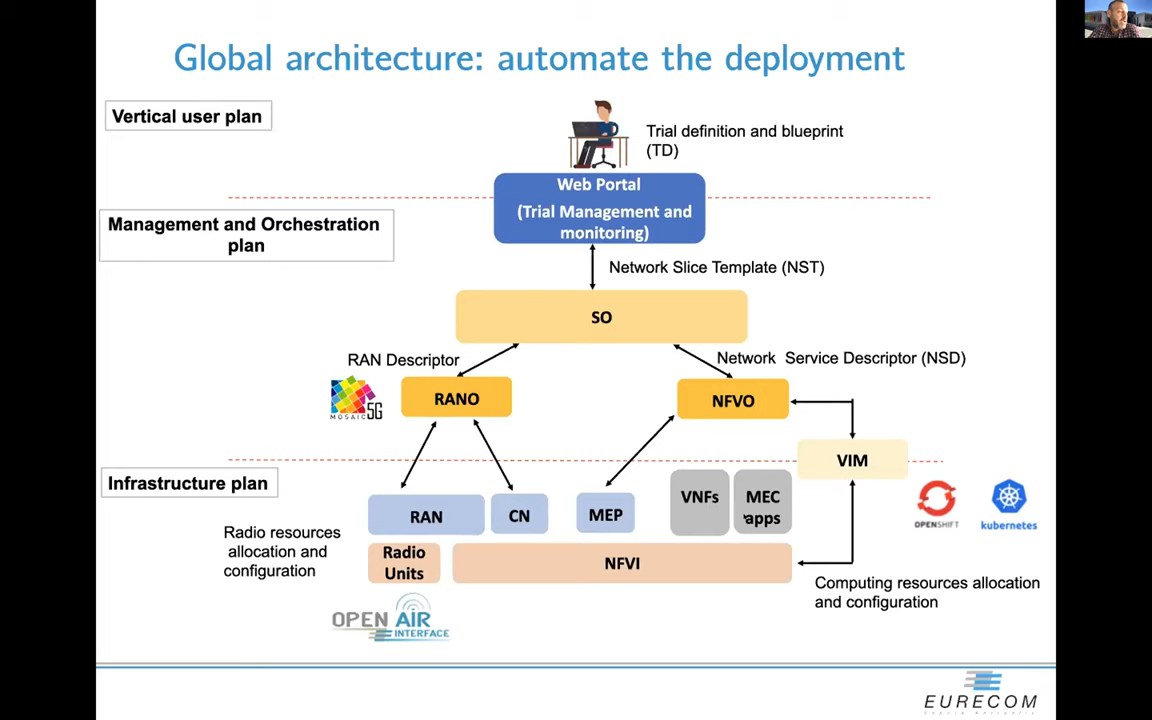 Global architecture: automate the deployment
Vertical user plan
Trial definition and blueprint
(TD)
Web Portal
(Trial Management and
monitoring)
Management and Orchestration
plan
Network Slice Template (NST)
SO
RAN Descriptor
Network Service Descriptor (NSD)
MOSAIC5G
RANO
NFVO
VIM
Infrastructure plan
RAN
CN
MEP
VNFs
MEC
apps
OPENSHIFT
kubernetes
Radio resources
allocation and
configuration
Radio
Units
NFVI
Computing resources allocation
and configuration
OPEN AIR
INTERFACE
EURECOM